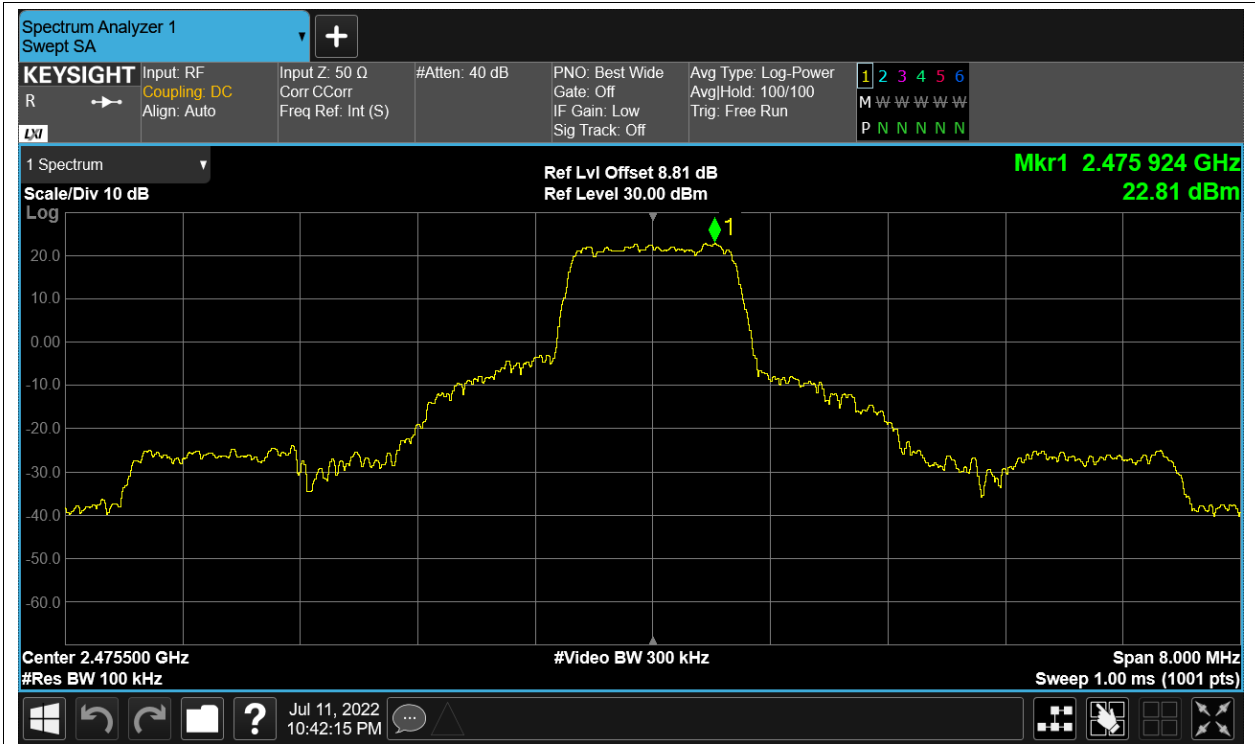 Spectrum Analyzer 1
Swept SA
KEYSIGHT
R
LXI
Input: RF
Coupling: DC
Align: Auto
Input Z: 50 Ω
Corr CCorr
Freq Ref: Int (S)
#Atten: 40 dB
PNO: Best Wide
Gate: Off
IF Gain: Low
Sig Track: Off
Avg Type: Log-Power
Avg|Hold: 100/100
Trig: Free Run
1 2 3 4 5 6
M W W W W W
P N N N N N
1 Spectrum
Scale/Div 10 dB
Log
Ref Lvl Offset 8.81 dB
Ref Level 30.00 dBm
Mkr1 2.475 924 GHz
22.81 dBm
1
20.0
10.0
0.00
-10.0
-20.0
-30.0
-40.0
-50.0
-60.0
Center 2.475500 GHz
#Res BW 100 kHz
#Video BW 300 kHz
Span 8.000 MHz
Sweep 1.00 ms (1001 pts)
?
Jul 11, 2022
10:42:15 PM